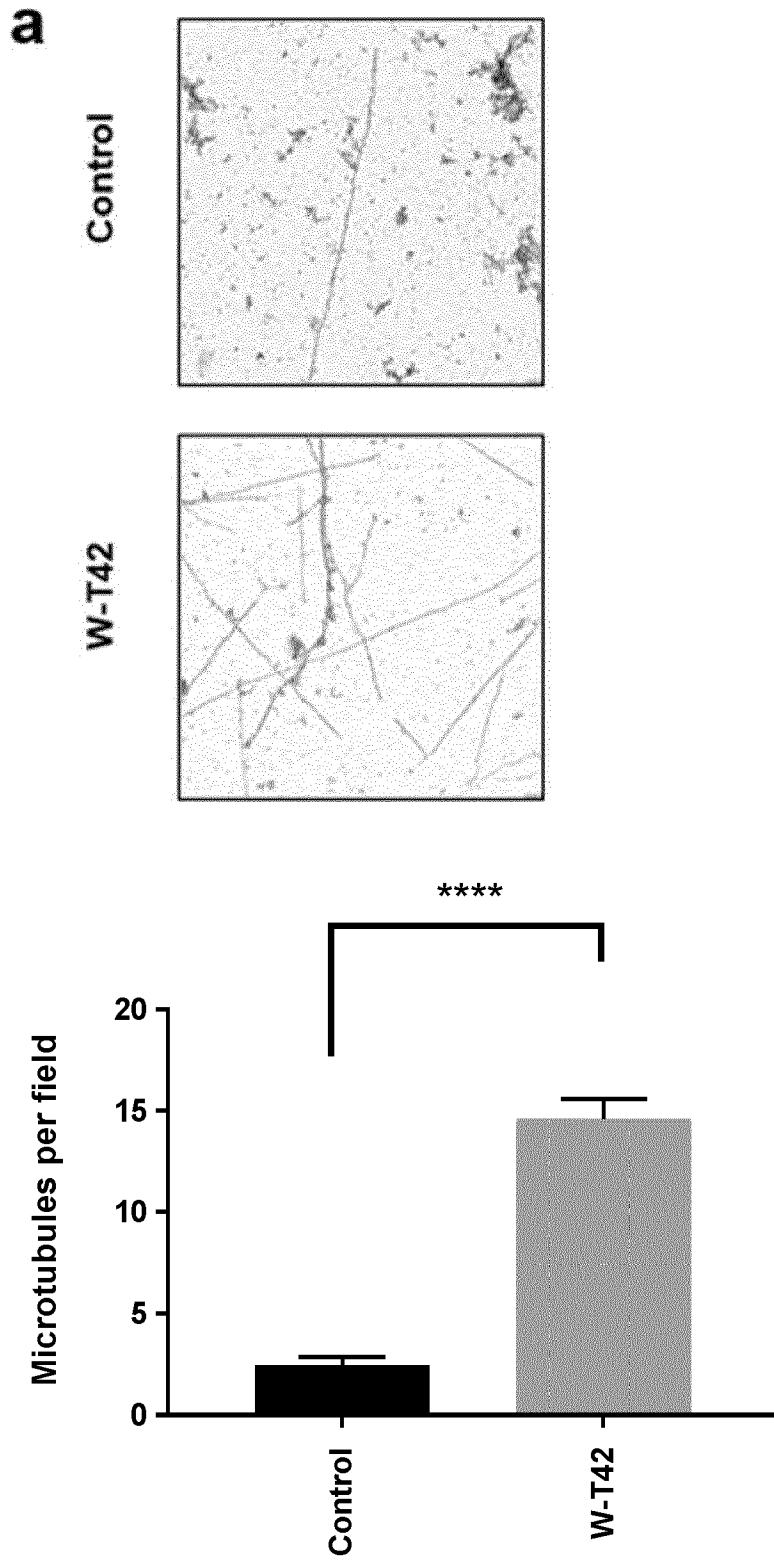 a
Control
W-T42
****
Microtubules per field
20
15
10
5
0
Control
W-T42